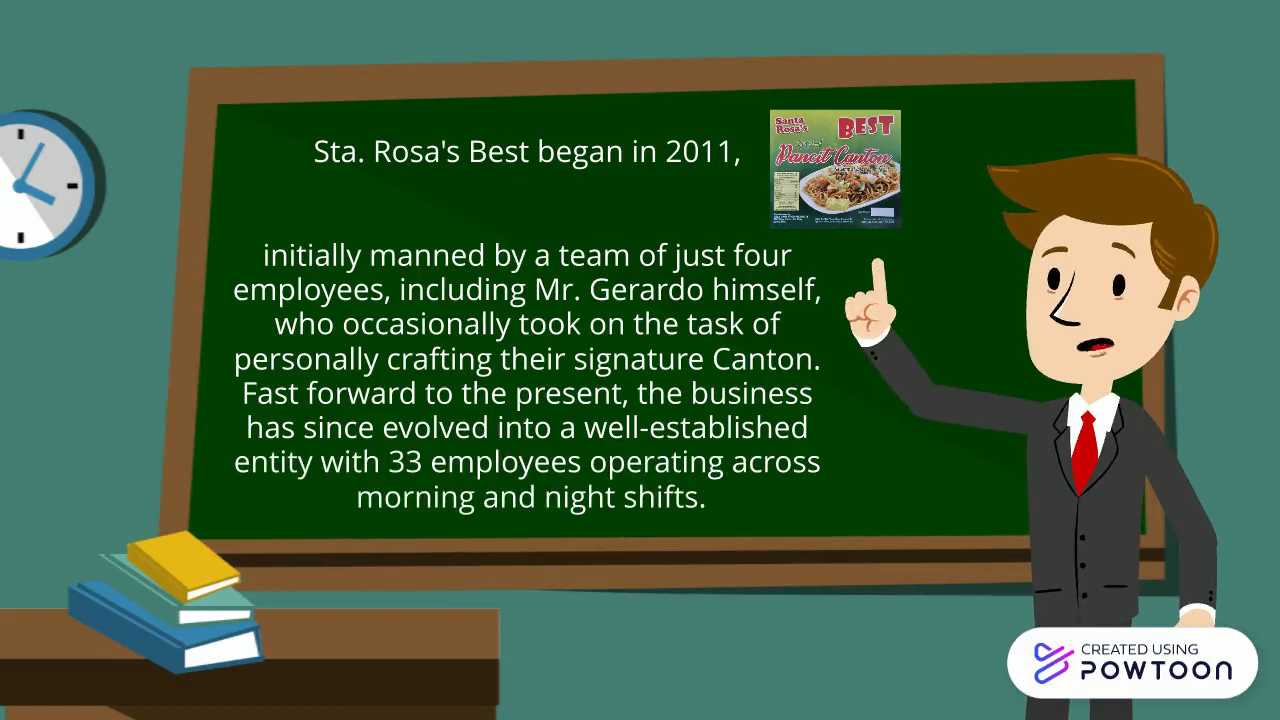 Sta. Rosa's Best began in 2011,
Santa
Rosa's
BEST
Pancit Canton
initially manned by a team of just four
employees, including Mr. Gerardo himself,
who occasionally took on the task of
personally crafting their signature Canton.
Fast forward to the present, the business
has since evolved into a well-established
entity with 33 employees operating across
morning and night shifts.
CREATED USING
POWTOON